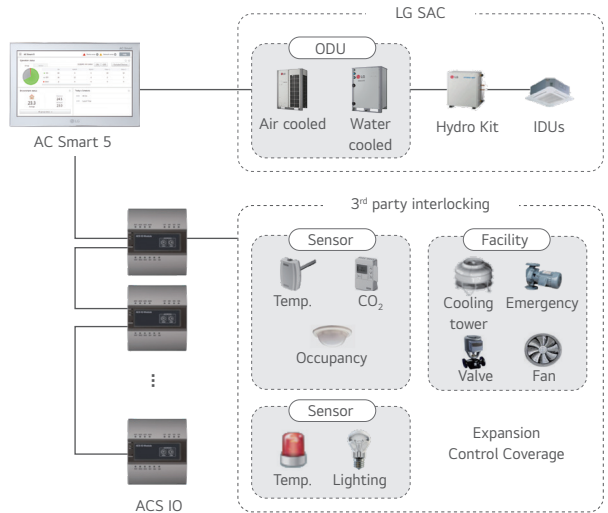 LG SAC
ODU
Air cooled
Water
cooled
Hydro Kit
IDUs
AC Smart 5
3rd party interlocking
Sensor
Temp.
CO2
Occupancy
Facility
Cooling
tower
Emergency
Valve
Fan
Sensor
Temp.
Lighting
Expansion
Control Coverage
ACS IO